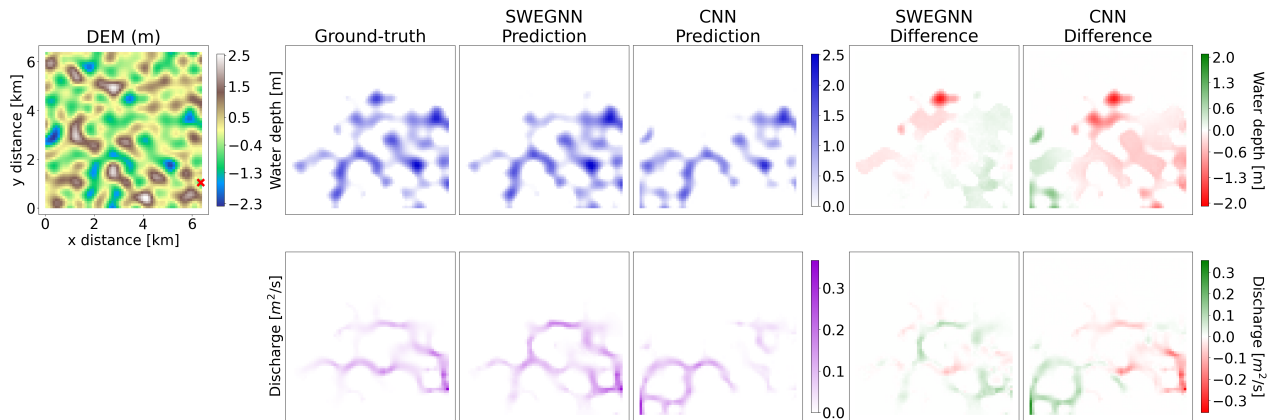 DEM (m)
Ground-truth
SWEGNN
Prediction
CNN
Prediction
SWEGNN
Difference
CNN
Difference
y distance [km]
6
4
2
0
0 2 4 6
x distance [km]
2.5
1.5
0.5
−0.4
−1.3
−2.3
Water depth [m]
2.5
2.0
1.5
1.0
0.5
0.0
2.0
1.3
0.6
0.0
−0.6
−1.3
−2.0
Water depth [m]
Discharge [m²/s]
0.3
0.2
0.1
0.0
0.3
0.2
0.1
0.0
−0.1
−0.2
−0.3
Discharge [m²/s]